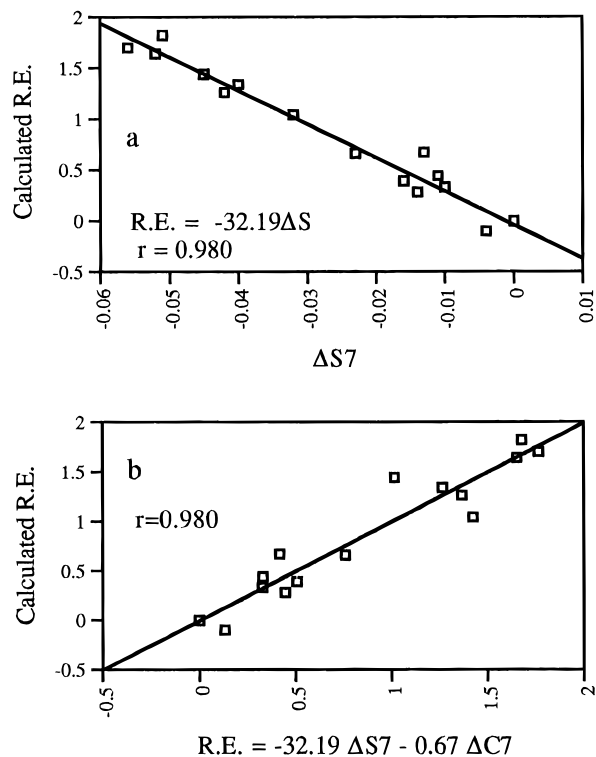 2
1.5
1
0.5
0
-0.5
Calculated R.E.
a
R.E. = -32.19ΔS
r = 0.980
-0.06 -0.05 -0.04 -0.03 -0.02 -0.01 0 0.01
ΔS7
2
1.5
1
0.5
0
-0.5
Calculated R.E.
b
r=0.980
-0.5 0 0.5 1 1.5 2
R.E. = -32.19 ΔS7 - 0.67 ΔC7